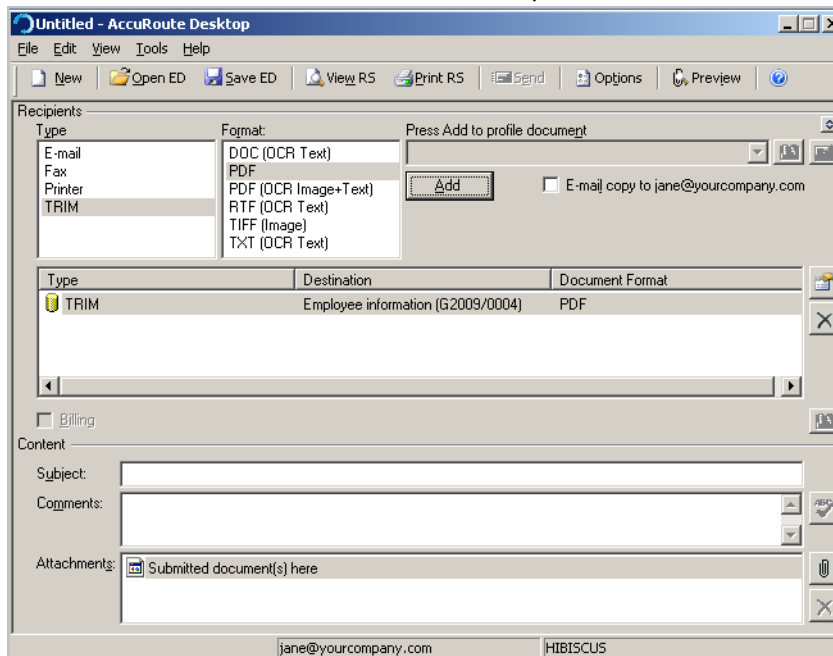 Untitled - AccuRoute Desktop
File Edit View Tools Help
New Open ED Save ED View RS Print RS Send Options Preview
Recipients
Type Format: Press Add to profile document
E-mail
Fax
Printer
TRIM
DOC (OCR Text)
PDF
PDF (OCR Image+Text)
RTF (OCR Text)
TIFF (Image)
TXT (OCR Text)
Add E-mail copy to jane@yourcompany.com
Type Destination Document Format
TRIM Employee information (G2009/0004) PDF
Billing
Content
Subject:
Comments:
ABC
Attachments: Submitted document(s) here
jane@yourcompany.com HIBISCUS